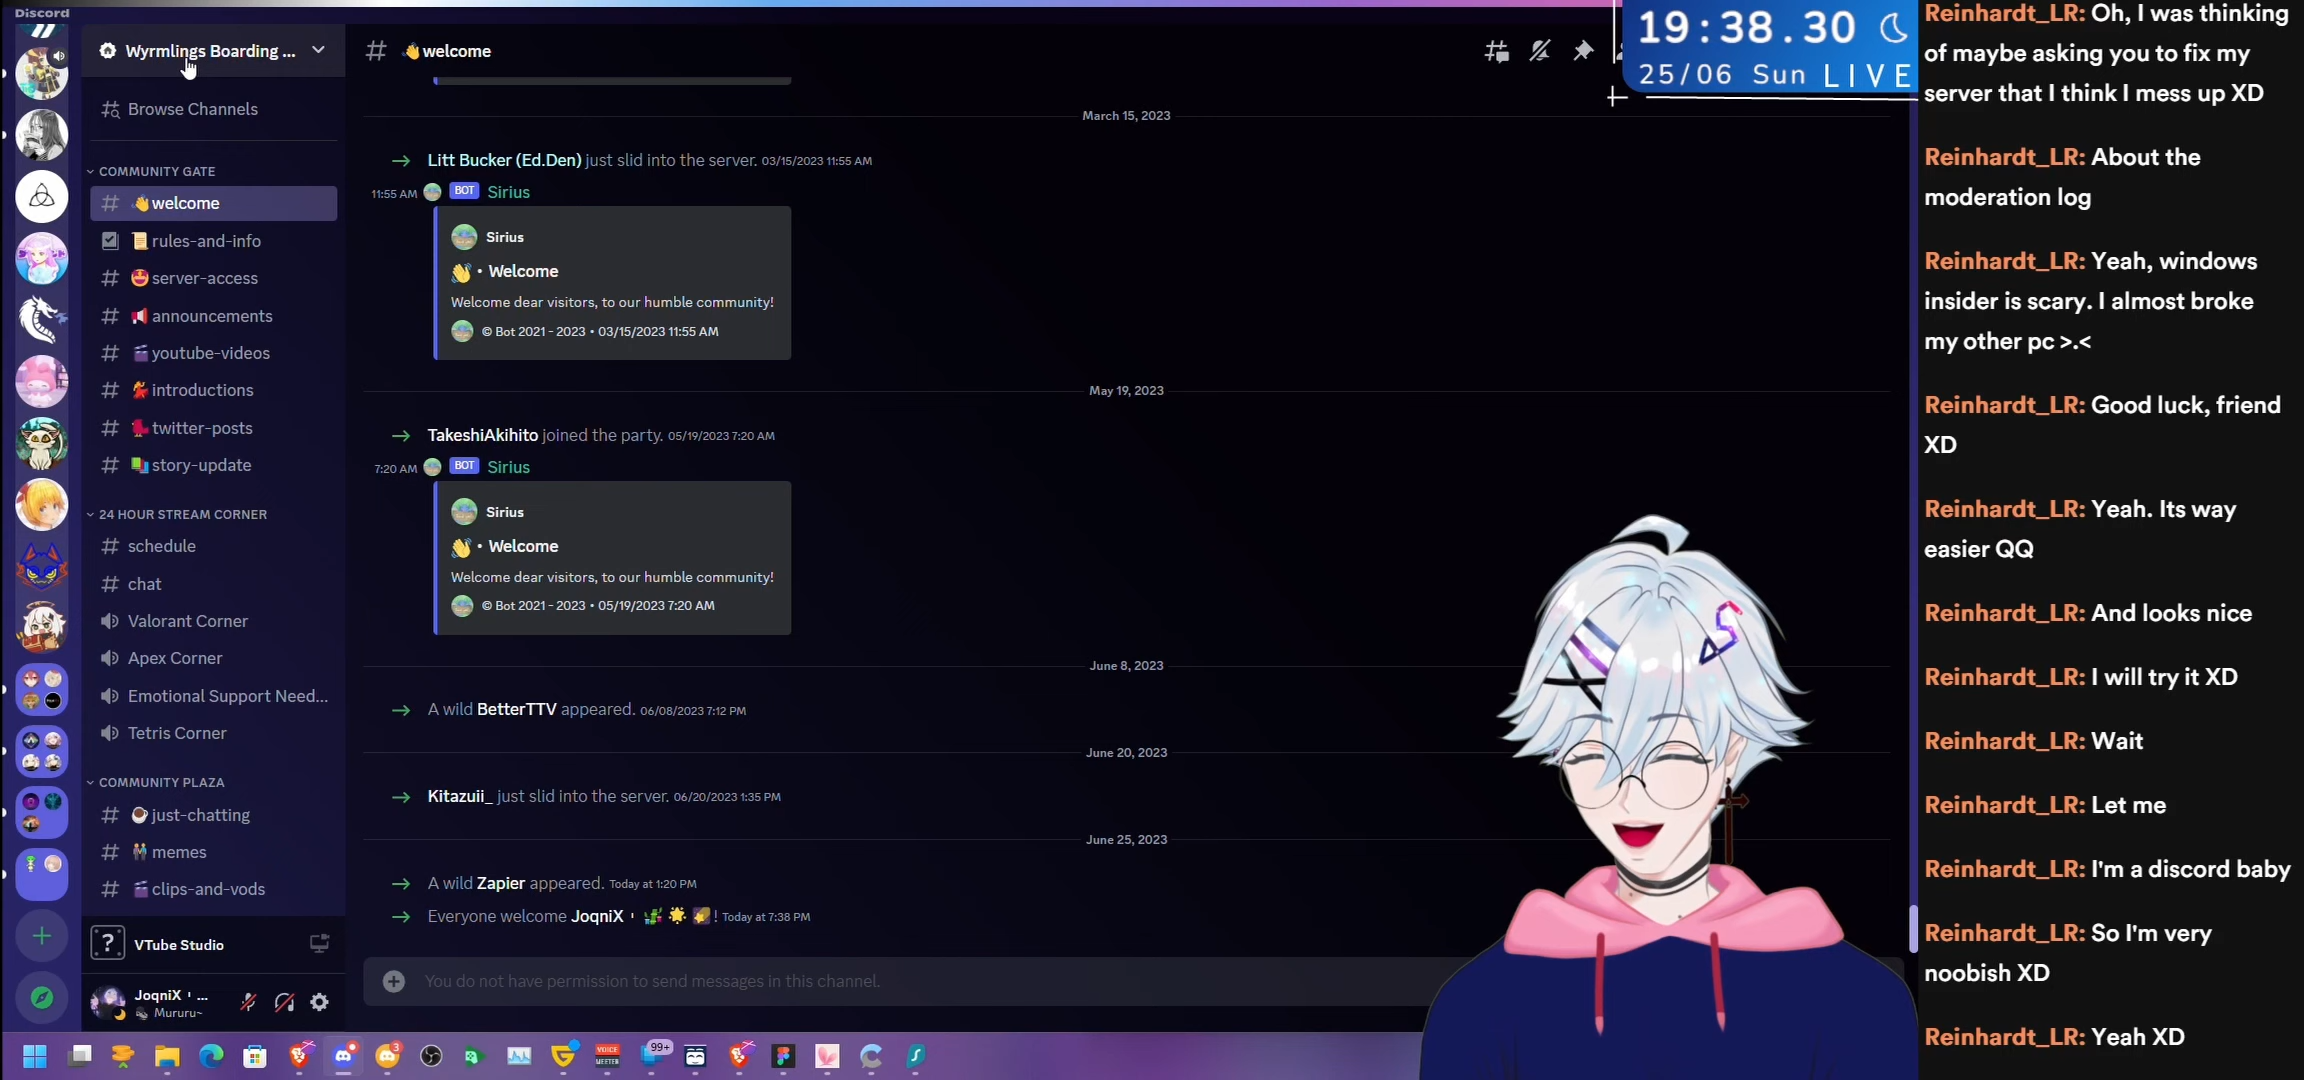 Discord
Wyrmlings Boarding ...
Browse Channels
COMMUNITY GATE
# 👋welcome
📜rules-and-info
# 🤩server-access
# 📢announcements
# 🎬youtube-videos
# 💃introductions
# 🦜twitter-posts
# 📚story-update
24 HOUR STREAM CORNER
# schedule
# chat
Valorant Corner
Apex Corner
Emotional Support Need...
Tetris Corner
COMMUNITY PLAZA
# ☕just-chatting
# 👫memes
# 🎬clips-and-vods
? VTube Studio
JoqniX ' ...
Mururu~
# 👋welcome
March 15, 2023
→ Litt Bucker (Ed.Den) just slid into the server. 03/15/2023 11:55 AM
11:55 AM BOT Sirius
Sirius
👋 • Welcome
Welcome dear visitors, to our humble community!
© Bot 2021 - 2023 • 03/15/2023 11:55 AM
May 19, 2023
→ TakeshiAkihito joined the party. 05/19/2023 7:20 AM
7:20 AM BOT Sirius
Sirius
👋 • Welcome
Welcome dear visitors, to our humble community!
© Bot 2021 - 2023 • 05/19/2023 7:20 AM
June 8, 2023
→ A wild BetterTTV appeared. 06/08/2023 7:12 PM
June 20, 2023
→ Kitazuii_ just slid into the server. 06/20/2023 1:35 PM
June 25, 2023
→ A wild Zapier appeared. Today at 1:20 PM
→ Everyone welcome JoqniX ' ! Today at 7:38 PM
You do not have permission to send messages in this channel.
19:38.30
25/06 Sun LIVE
Reinhardt_LR: Oh, I was thinking
of maybe asking you to fix my
server that I think I mess up XD
Reinhardt_LR: About the
moderation log
Reinhardt_LR: Yeah, windows
insider is scary. I almost broke
my other pc >.<
Reinhardt_LR: Good luck, friend
XD
Reinhardt_LR: Yeah. Its way
easier QQ
Reinhardt_LR: And looks nice
Reinhardt_LR: I will try it XD
Reinhardt_LR: Wait
Reinhardt_LR: Let me
Reinhardt_LR: I'm a discord baby
Reinhardt_LR: So I'm very
noobish XD
Reinhardt_LR: Yeah XD
3
VOICE
MEETER
99+